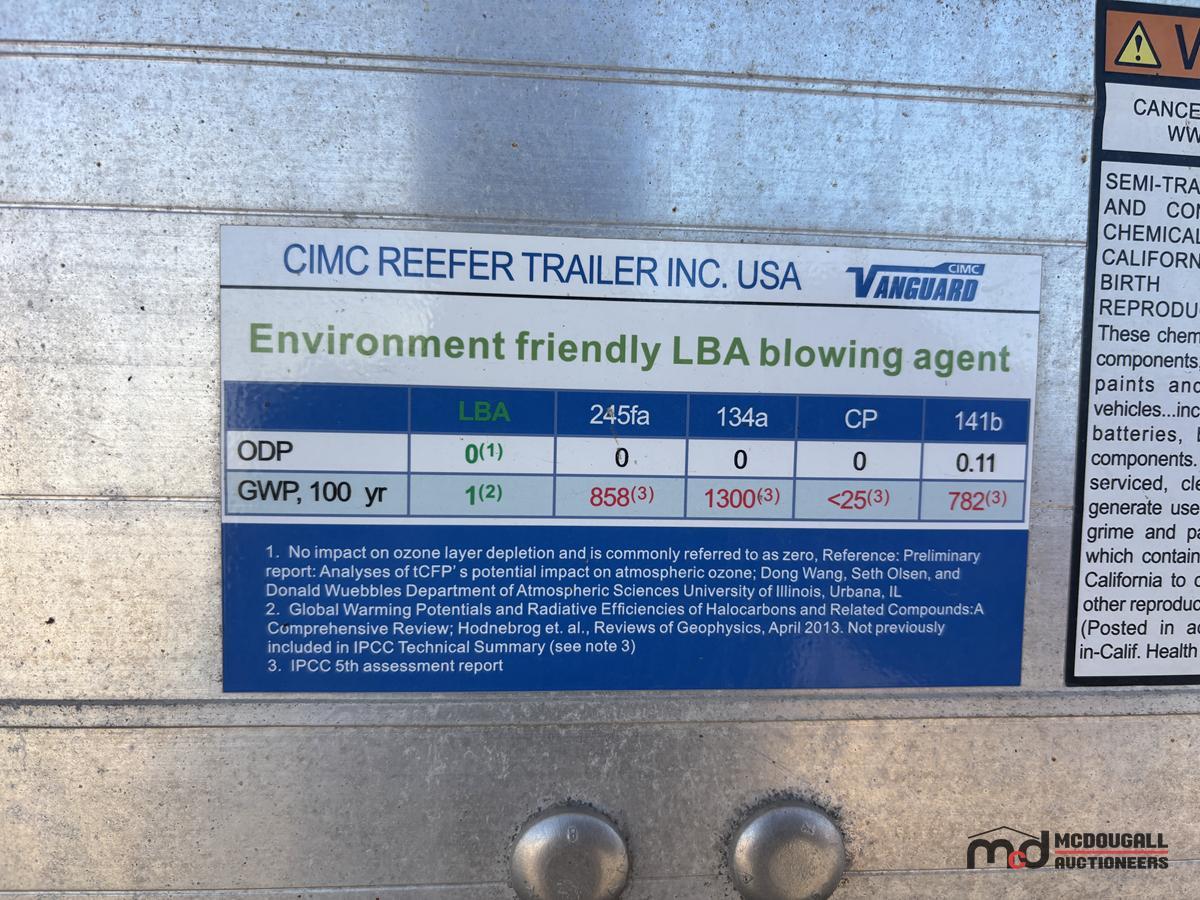 CIMC REEFER TRAILER INC. USA
CIMC
VANGUARD
Environment friendly LBA blowing agent
LBA 245fa 134a CP 141b
ODP 0(1) 0 0 0 0.11
GWP, 100 yr 1(2) 858(3) 1300(3) <25(3) 782(3)
1. No impact on ozone layer depletion and is commonly referred to as zero, Reference: Preliminary
report: Analyses of tCFP's potential impact on atmospheric ozone; Dong Wang, Seth Olsen, and
Donald Wuebbles Department of Atmospheric Sciences University of Illinois, Urbana, IL
2. Global Warming Potentials and Radiative Efficiencies of Halocarbons and Related Compounds:A
Comprehensive Review; Hodnebrog et. al., Reviews of Geophysics, April 2013. Not previously
included in IPCC Technical Summary (see note 3)
3. IPCC 5th assessment report
CANCE
WW
SEMI-TRA
AND CON
CHEMICAL
CALIFORN
BIRTH
REPRODU
These chem
components,
paints and
vehicles...inc
batteries,
components.
serviced, cle
generate use
grime and pa
which contain
California to
other reproduc
(Posted in ac
in-Calif. Health
mcd MCDOUGALL
AUCTIONEERS